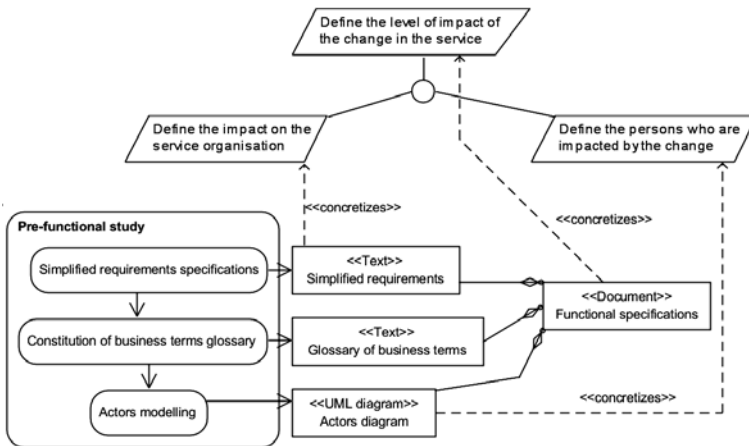 Define the level of impact of
the change in the service
Define the impact on the
service organisation
Define the persons who are
impacted by the change
<<concretizes>>
<<concretizes>>
Pre-functional study
Simplified requirements specifications
<<Text>>
Simplified requirements
<<Document>>
Functional specifications
Constitution of business terms glossary
<<Text>>
Glossary of business terms
Actors modelling
<<UML diagram>>
Actors diagram
<<concretizes>>